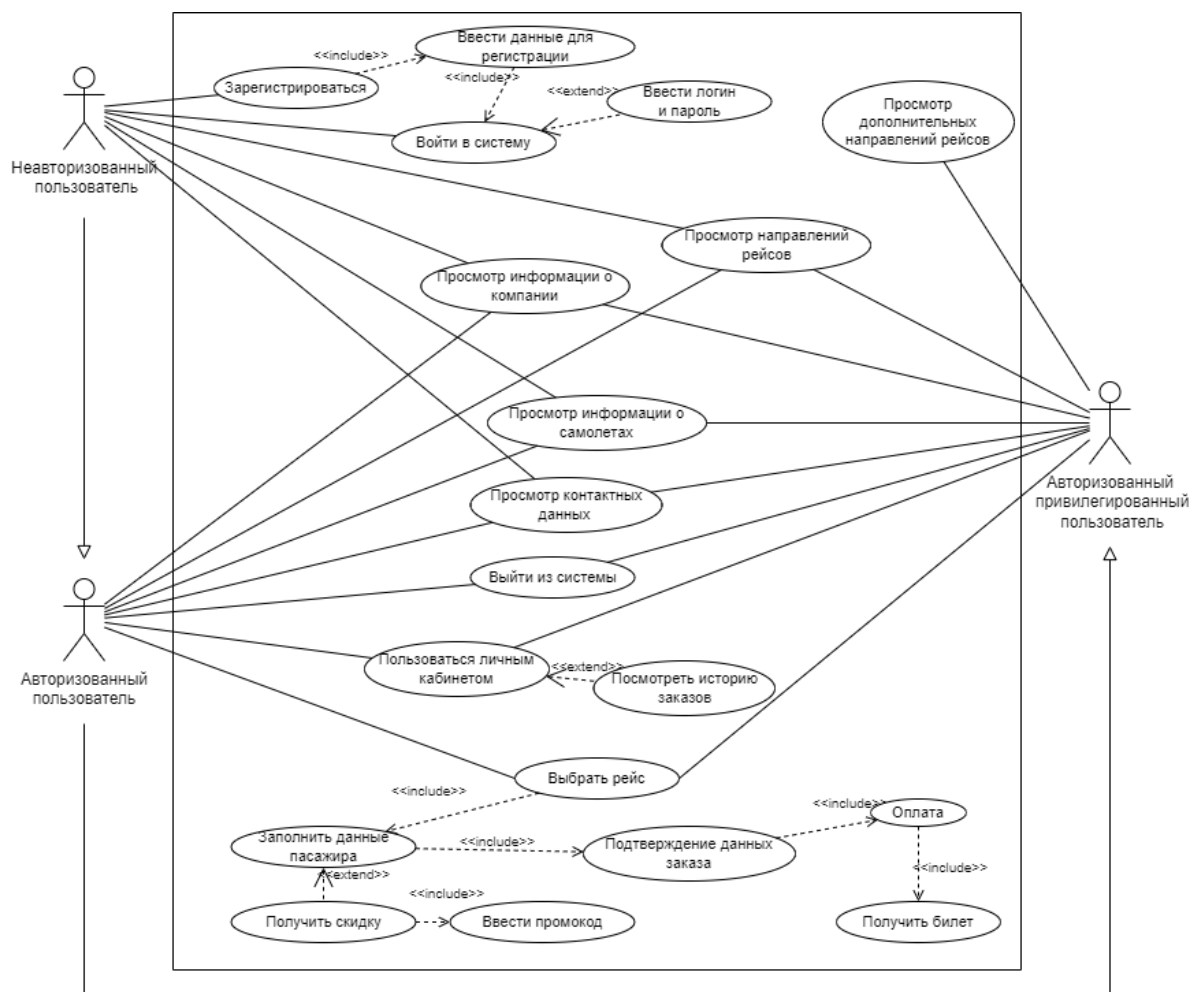 Ввести данные для
регистрации
<<include>>
Зарегистрироваться
<<include>>
<<extend>>
Ввести логин
и пароль
Войти в систему
Просмотр
дополнительных
направлений рейсов
Неавторизованный
пользователь
Просмотр направлений
рейсов
Просмотр информации о
компании
Просмотр информации о
самолетах
Авторизованный
привилегированный
пользователь
Просмотр контактных
данных
Выйти из системы
Авторизованный
пользователь
Пользоваться личным
кабинетом
<<extend>>
Посмотреть историю
заказов
Выбрать рейс
<<include>>
Заполнить данные
пасажира
<<include>>
Подтверждение данных
заказа
<<include>>
Оплата
<<extend>>
<<include>>
<<include>>
Получить скидку
Ввести промокод
Получить билет